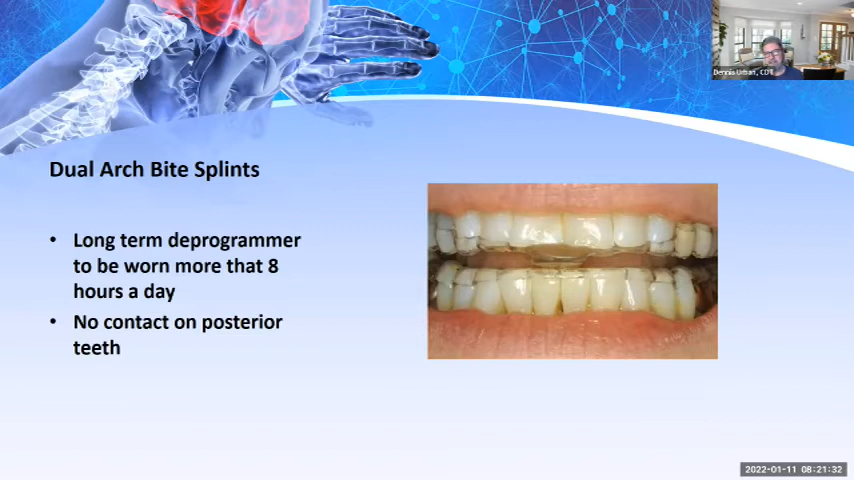 Dennis Urban, CDT
Dual Arch Bite Splints
• Long term deprogrammer
to be worn more that 8
hours a day
• No contact on posterior
teeth
2022-01-11 08:21:32